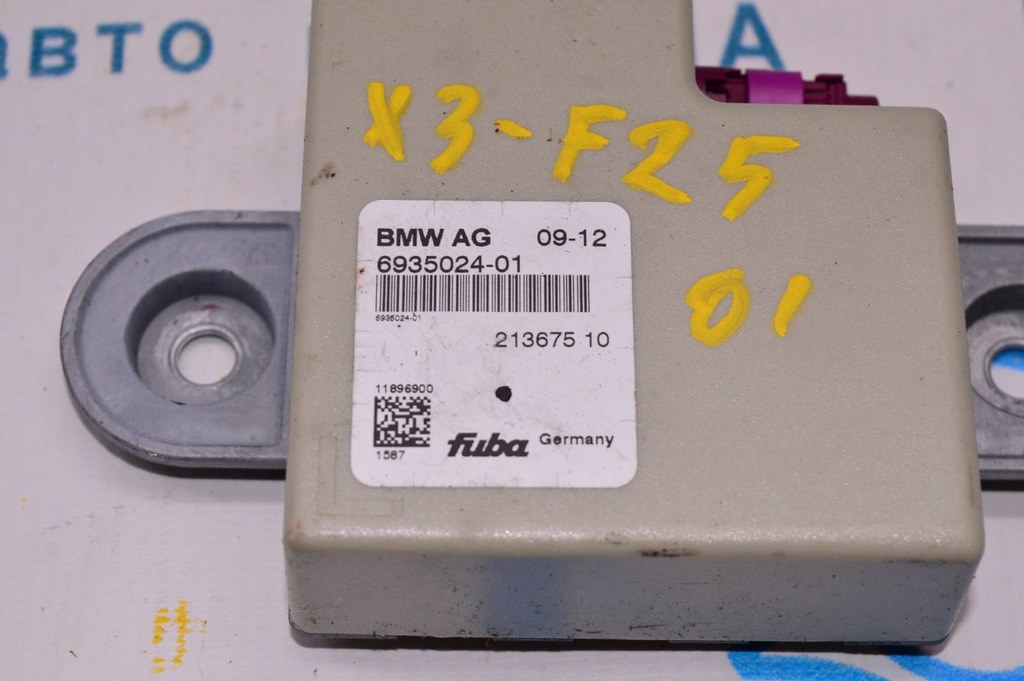 авто
А
X3-F25
01
BMW AG 09-12
6935024-01
6935024-01
213675 10
11896900
1587
fuba Germany